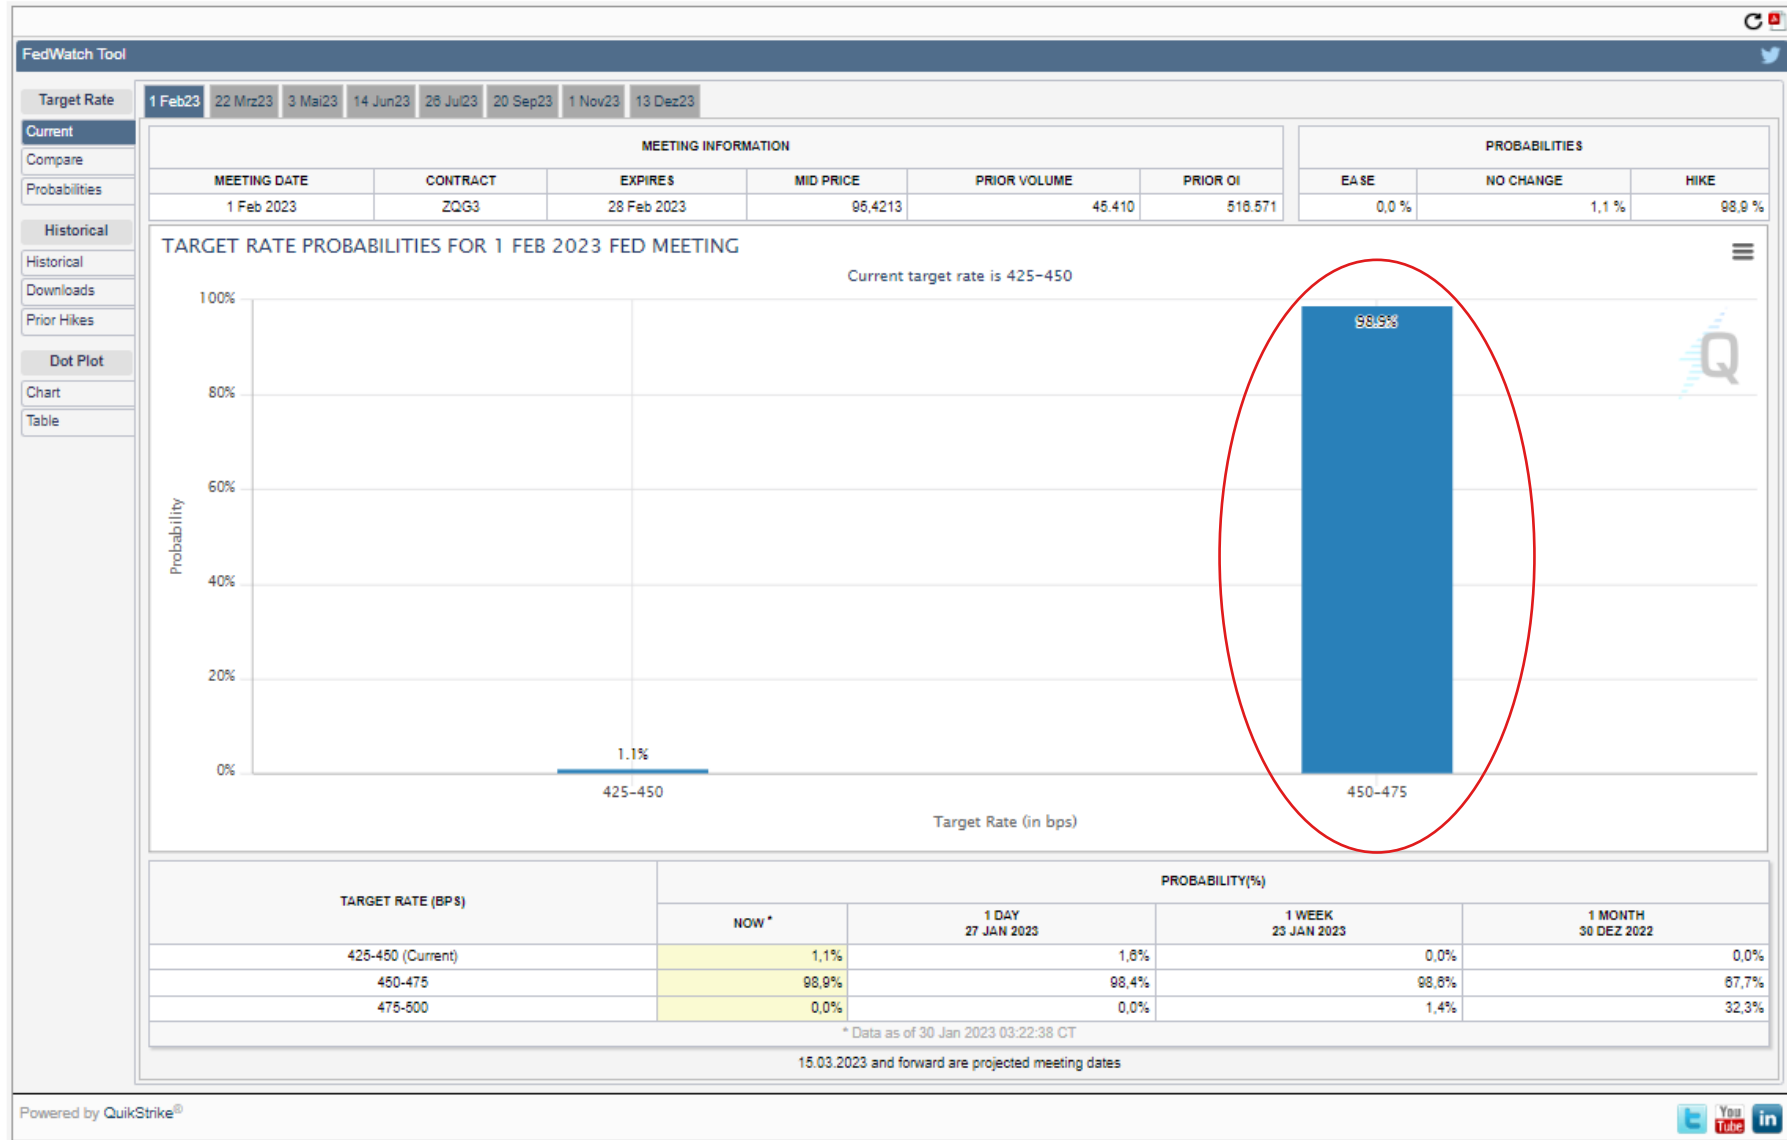 FedWatch Tool
Target Rate
Current
Compare
Probabilities
Historical
Historical
Downloads
Prior Hikes
Dot Plot
Chart
Table
1 Feb23 22 Mrz23 3 Mai23 14 Jun23 26 Jul23 20 Sep23 1 Nov23 13 Dez23
MEETING INFORMATION
MEETING DATE CONTRACT EXPIRES MID PRICE PRIOR VOLUME PRIOR OI
1 Feb 2023 ZQG3 28 Feb 2023 95,4213 45.410 516.571
PROBABILITIES
EASE NO CHANGE HIKE
0,0 % 1,1 % 98,9 %
TARGET RATE PROBABILITIES FOR 1 FEB 2023 FED MEETING
Current target rate is 425-450
100%
80%
60%
40%
20%
0%
Probability
98.9%
Q
1.1%
425-450 450-475
Target Rate (in bps)
TARGET RATE (BPS) PROBABILITY(%)
NOW * 1 DAY 1 WEEK 1 MONTH
27 JAN 2023 23 JAN 2023 30 DEZ 2022
425-450 (Current) 1,1% 1,6% 0,0% 0,0%
450-475 98,9% 98,4% 98,6% 67,7%
475-500 0,0% 0,0% 1,4% 32,3%
* Data as of 30 Jan 2023 03:22:38 CT
15.03.2023 and forward are projected meeting dates
Powered by QuikStrike®
You
Tube
in